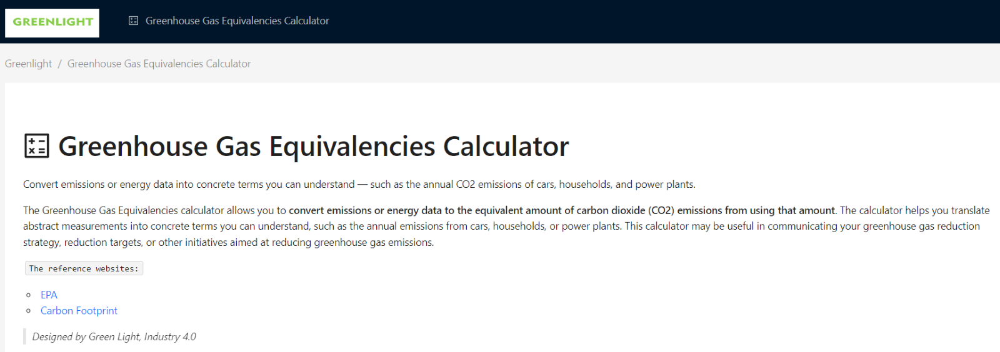 GREENLIGHT
Greenhouse Gas Equivalencies Calculator
Greenlight / Greenhouse Gas Equivalencies Calculator
Greenhouse Gas Equivalencies Calculator
Convert emissions or energy data into concrete terms you can understand — such as the annual CO2 emissions of cars, households, and power plants.
The Greenhouse Gas Equivalencies calculator allows you to convert emissions or energy data to the equivalent amount of carbon dioxide (CO2) emissions from using that amount. The calculator helps you translate
abstract measurements into concrete terms you can understand, such as the annual emissions from cars, households, or power plants. This calculator may be useful in communicating your greenhouse gas reduction
strategy, reduction targets, or other initiatives aimed at reducing greenhouse gas emissions.
The reference websites:
EPA
Carbon Footprint
Designed by Green Light, Industry 4.0